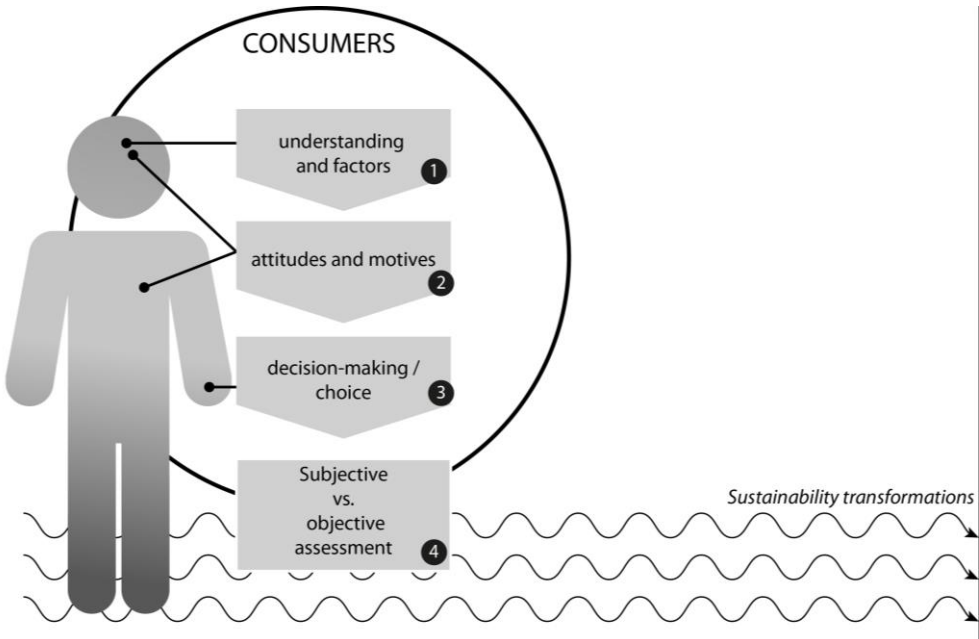 CONSUMERS
understanding
and factors
1
attitudes and motives
2
decision-making /
choice
3
Subjective
vs.
objective
assessment
4
Sustainability transformations